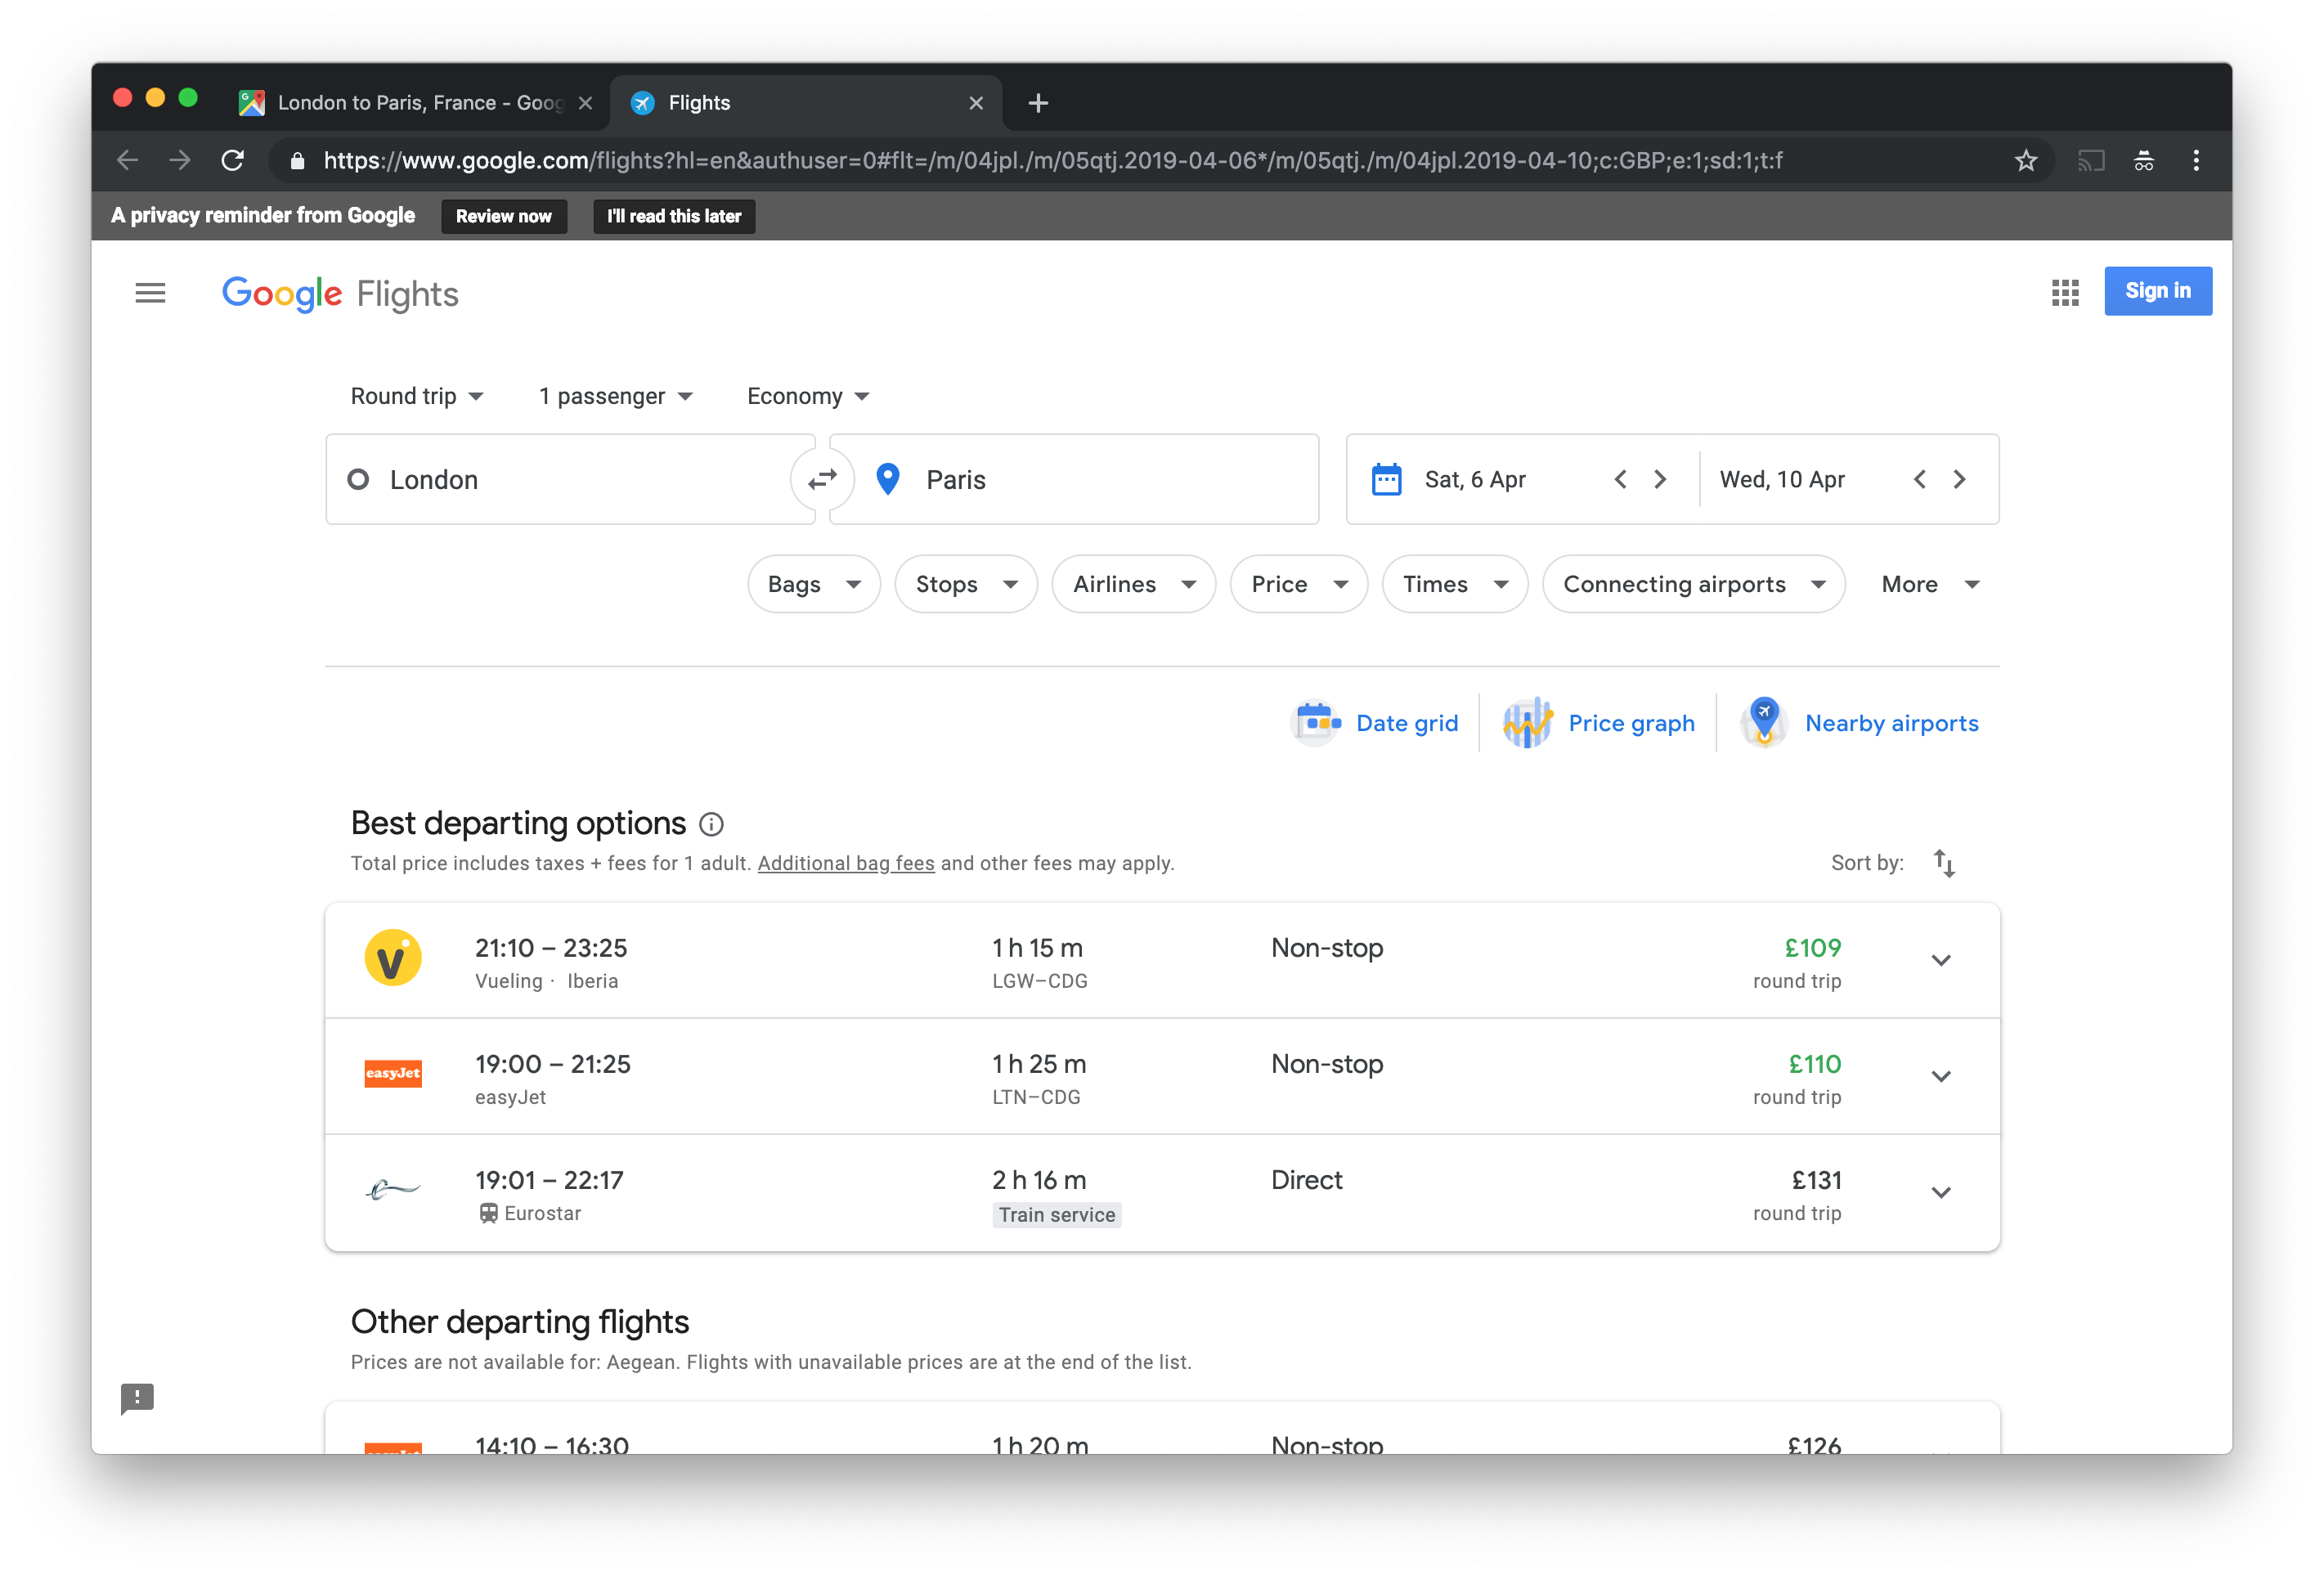 London to Paris, France - Goog
Flights
https://www.google.com/flights?hl=en&authuser=0#flt=/m/04jpl./m/05qtj.2019-04-06*/m/05qtj./m/04jpl.2019-04-10;c:GBP;e:1;sd:1;t:f
A privacy reminder from Google Review now I'll read this later
Google Flights
Sign in
Round trip 1 passenger Economy
London Paris Sat, 6 Apr Wed, 10 Apr
Bags Stops Airlines Price Times Connecting airports More
Date grid Price graph Nearby airports
Best departing options
Total price includes taxes + fees for 1 adult. Additional bag fees and other fees may apply.
Sort by:
21:10 – 23:25 1 h 15 m Non-stop £109
Vueling · Iberia LGW–CDG round trip
easyJet
19:00 – 21:25 1 h 25 m Non-stop £110
easyJet LTN–CDG round trip
19:01 – 22:17 2 h 16 m Direct £131
Eurostar Train service round trip
Other departing flights
Prices are not available for: Aegean. Flights with unavailable prices are at the end of the list.
14:10 – 16:30 1 h 20 m Non-stop £126